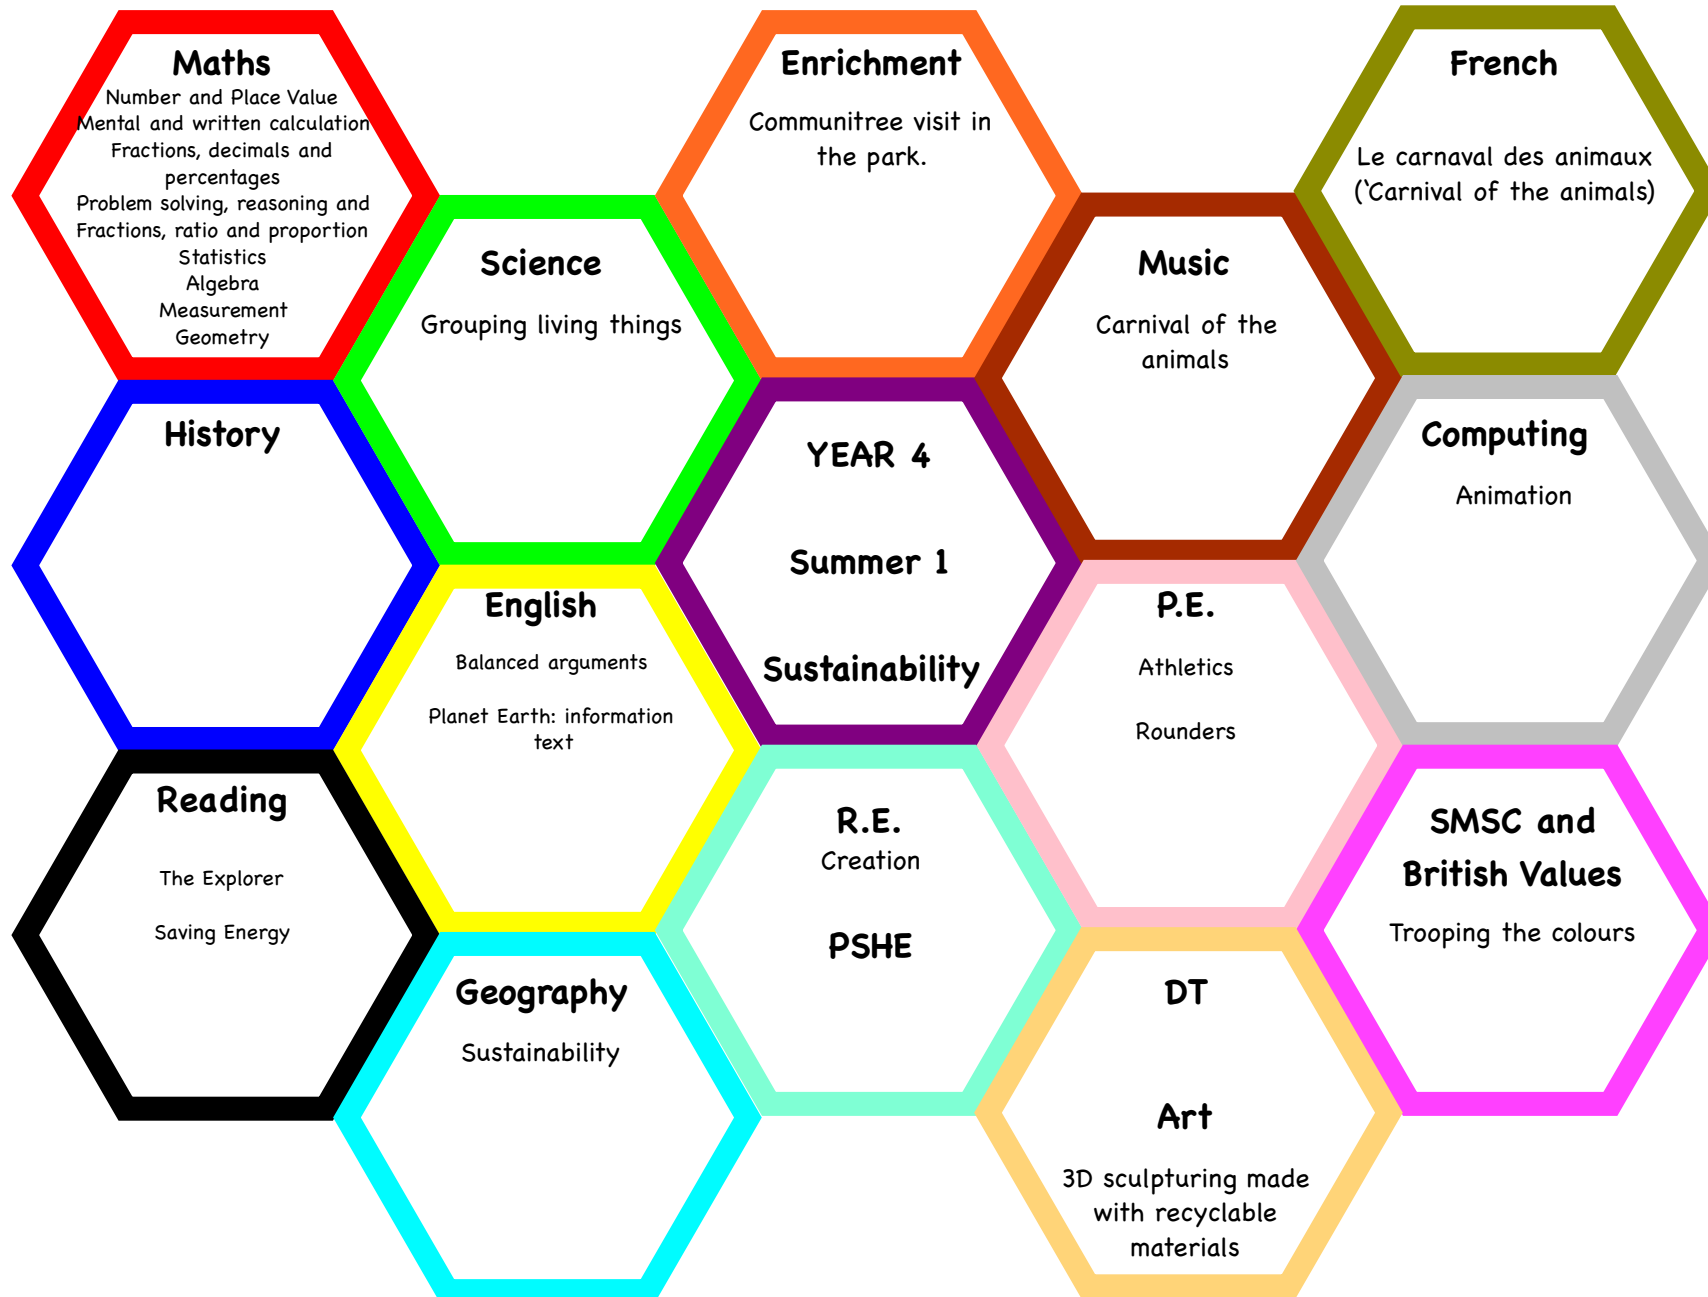 Maths
Number and Place Value
Mental and written calculation
Fractions, decimals and
percentages
Problem solving, reasoning and
Fractions, ratio and proportion
Statistics
Algebra
Measurement
Geometry
Enrichment
Communitree visit in
the park.
French
Le carnaval des animaux
(‘Carnival of the animals)
Science
Grouping living things
Music
Carnival of the
animals
History
YEAR 4
Summer 1
Sustainability
Computing
Animation
English
Balanced arguments
Planet Earth: information
text
P.E.
Athletics
Rounders
Reading
The Explorer
Saving Energy
R.E.
Creation
PSHE
SMSC and
British Values
Trooping the colours
Geography
Sustainability
DT
Art
3D sculpturing made
with recyclable
materials